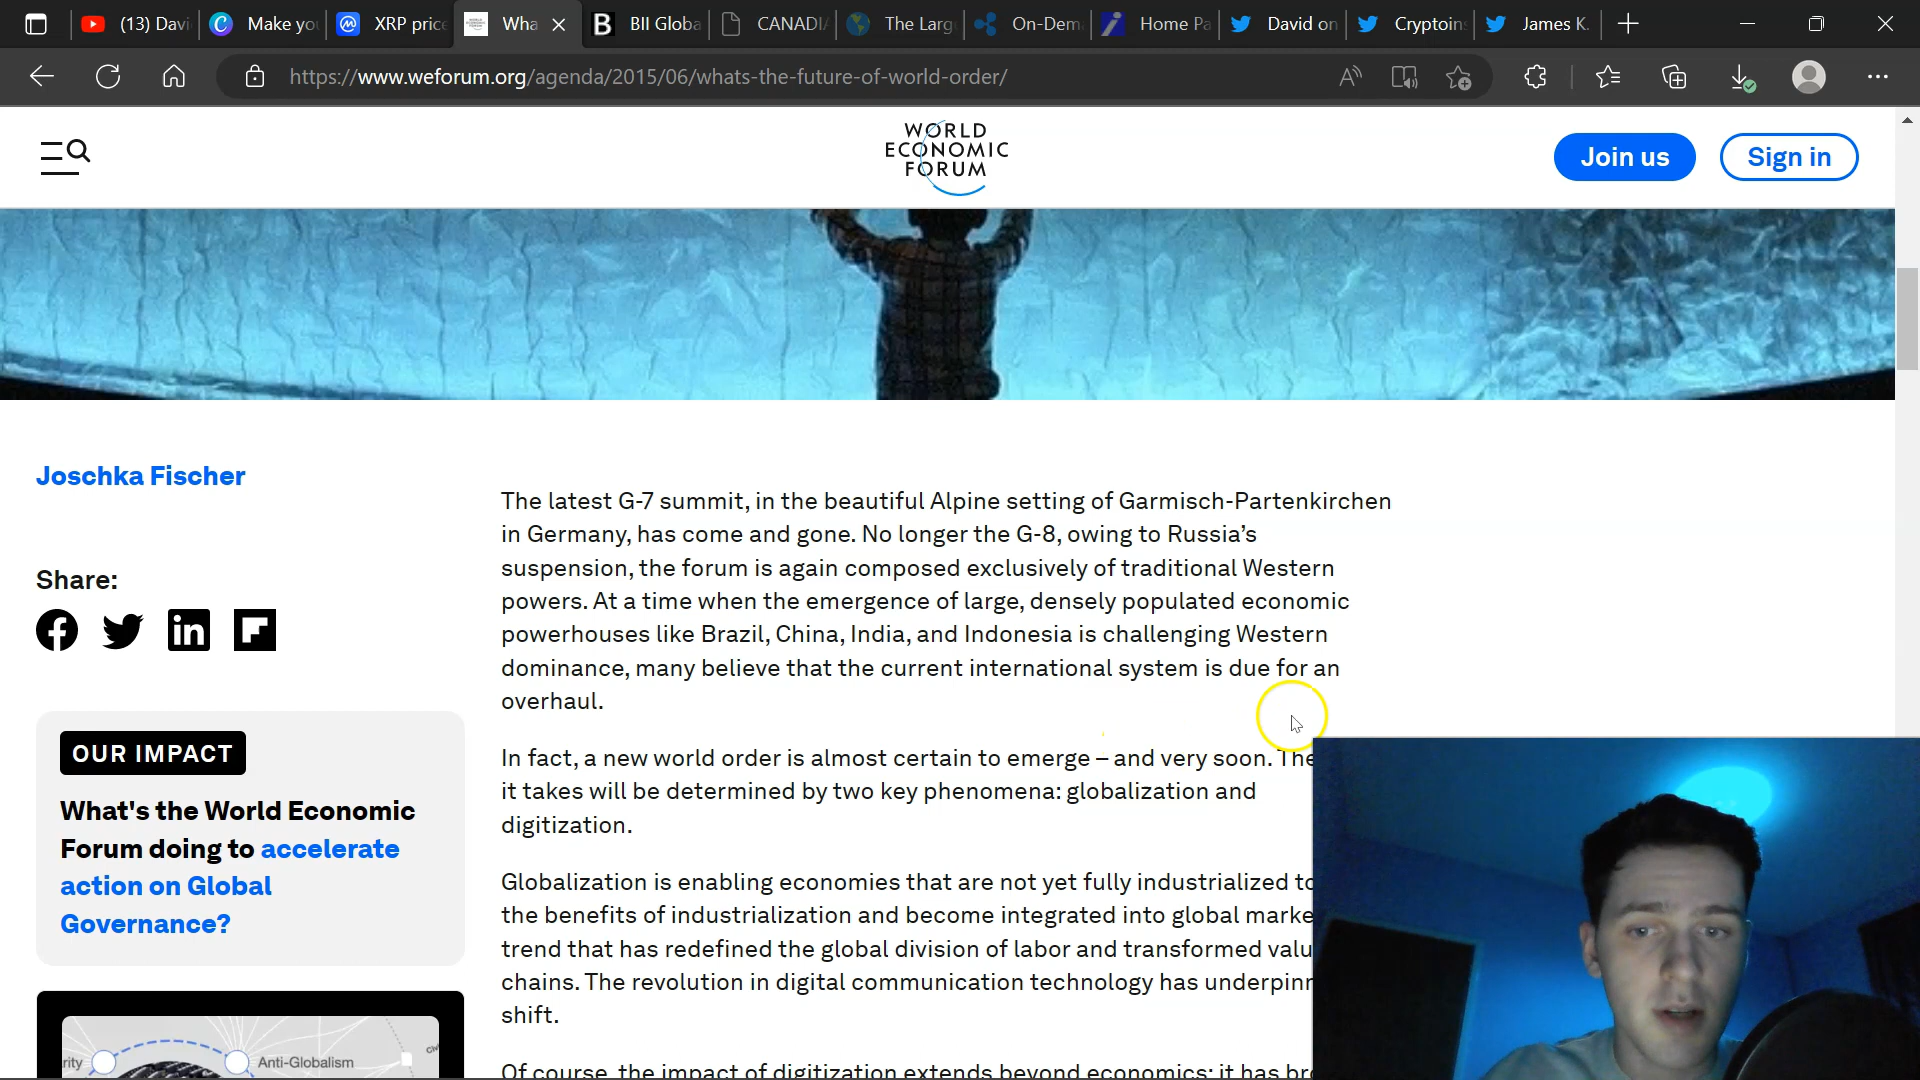 (13) Davi
Make yo
XRP price
Wha
BII Globa
CANADI
The Larg
On-Dem
Home Pa
David on
Cryptoin
James K.
https://www.weforum.org/agenda/2015/06/whats-the-future-of-world-order/
WORLD
ECONOMIC
FORUM
Join us
Sign in
Joschka Fischer
Share:
The latest G-7 summit, in the beautiful Alpine setting of Garmisch-Partenkirchen
in Germany, has come and gone. No longer the G-8, owing to Russia’s
suspension, the forum is again composed exclusively of traditional Western
powers. At a time when the emergence of large, densely populated economic
powerhouses like Brazil, China, India, and Indonesia is challenging Western
dominance, many believe that the current international system is due for an
overhaul.
In fact, a new world order is almost certain to emerge – and very soon. The
it takes will be determined by two key phenomena: globalization and
digitization.
Globalization is enabling economies that are not yet fully industrialized to
the benefits of industrialization and become integrated into global marke
trend that has redefined the global division of labor and transformed valu
chains. The revolution in digital communication technology has underpinn
shift.
Of course, the impact of digitization extends beyond economics; it has bro
OUR IMPACT
What's the World Economic
Forum doing to accelerate
action on Global
Governance?
rity
Anti-Globalism